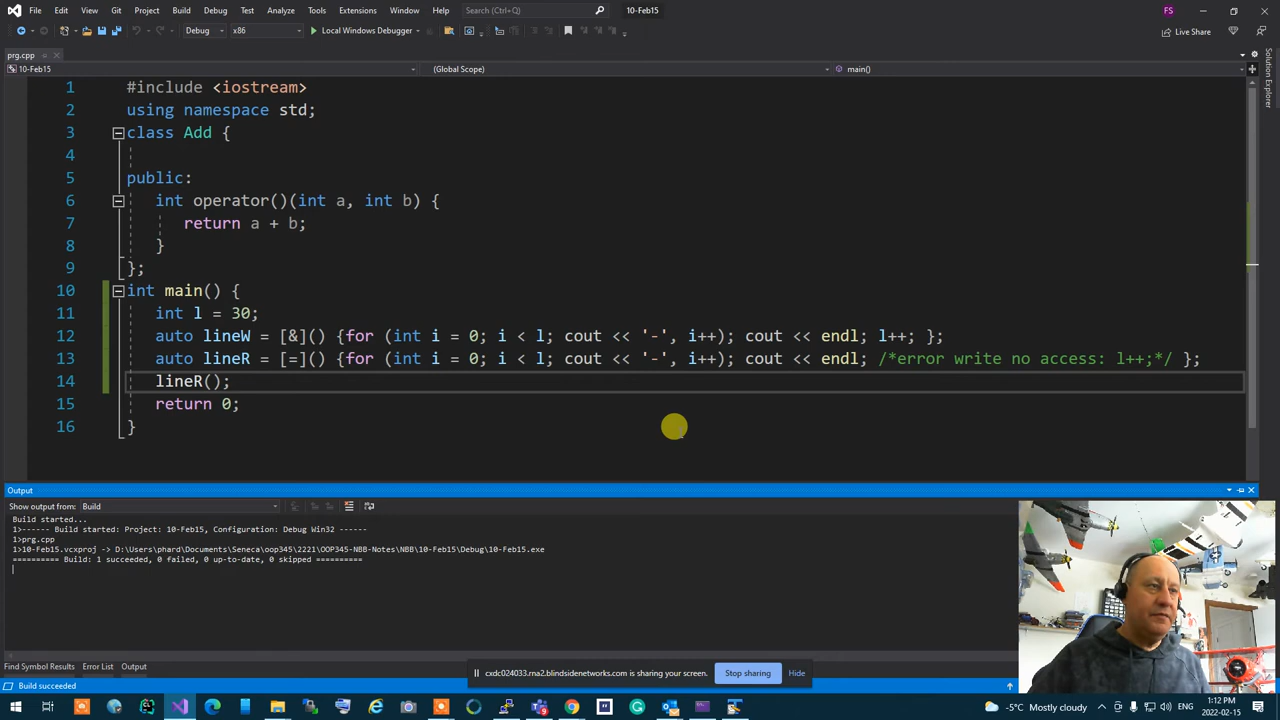 File Edit View Git Project Build Debug Test Analyze Tools Extensions Window Help Search (Ctrl+Q) 10-Feb15 FS
Debug x86 Local Windows Debugger Live Share
prg.cpp
10-Feb15 (Global Scope) main()
Solution Explorer
1 #include <iostream>
2 using namespace std;
3 class Add {
4
5 public:
6 int operator()(int a, int b) {
7 return a + b;
8 }
9 };
10 int main() {
11 int l = 30;
12 auto lineW = [&]() {for (int i = 0; i < l; cout << '-', i++); cout << endl; l++; };
13 auto lineR = [=]() {for (int i = 0; i < l; cout << '-', i++); cout << endl; /*error write no access: l++;*/ };
14 lineR();
15 return 0;
16 }
Output
Show output from: Build
Build started...
1>------ Build started: Project: 10-Feb15, Configuration: Debug Win32 ------
1>prg.cpp
1>10-Feb15.vcxproj -> D:\Users\phard\Documents\Seneca\oop345\2221\OOP345-NBB-Notes\NBB\10-Feb15\Debug\10-Feb15.exe
========== Build: 1 succeeded, 0 failed, 0 up-to-date, 0 skipped ==========
Find Symbol Results Error List Output
cxdc024033.rna2.blindsidenetworks.com is sharing your screen. Stop sharing Hide
Build succeeded
-5°C Mostly cloudy ENG 1:12 PM
2022-02-15